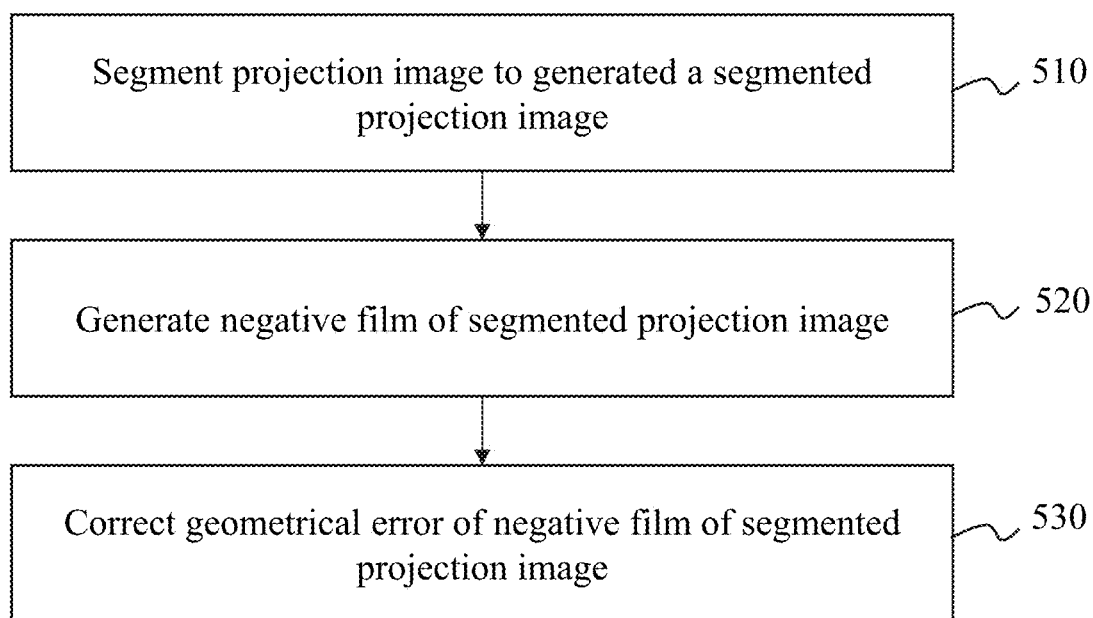 Segment projection image to generated a segmented
projection image
510
Generate negative film of segmented projection image
520
Correct geometrical error of negative film of segmented
projection image
530